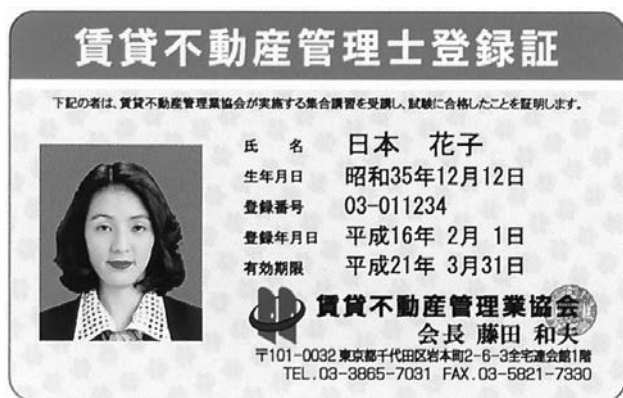 賃貸不動産管理士登録証
下記の者は、賃貸不動産管理業協会が実施する集合講習を受講し、試験に合格したことを証明します。
氏 名 日本 花子
生年月日 昭和35年12月12日
登録番号 03-011234
登録年月日 平成16年 2月 1日
有効期限 平成21年 3月31日
賃貸不動産管理業協会
会長 藤田 和夫
〒101-0032 東京都千代田区岩本町2-6-3全宅連会館1階
TEL.03-3865-7031 FAX.03-5821-7330